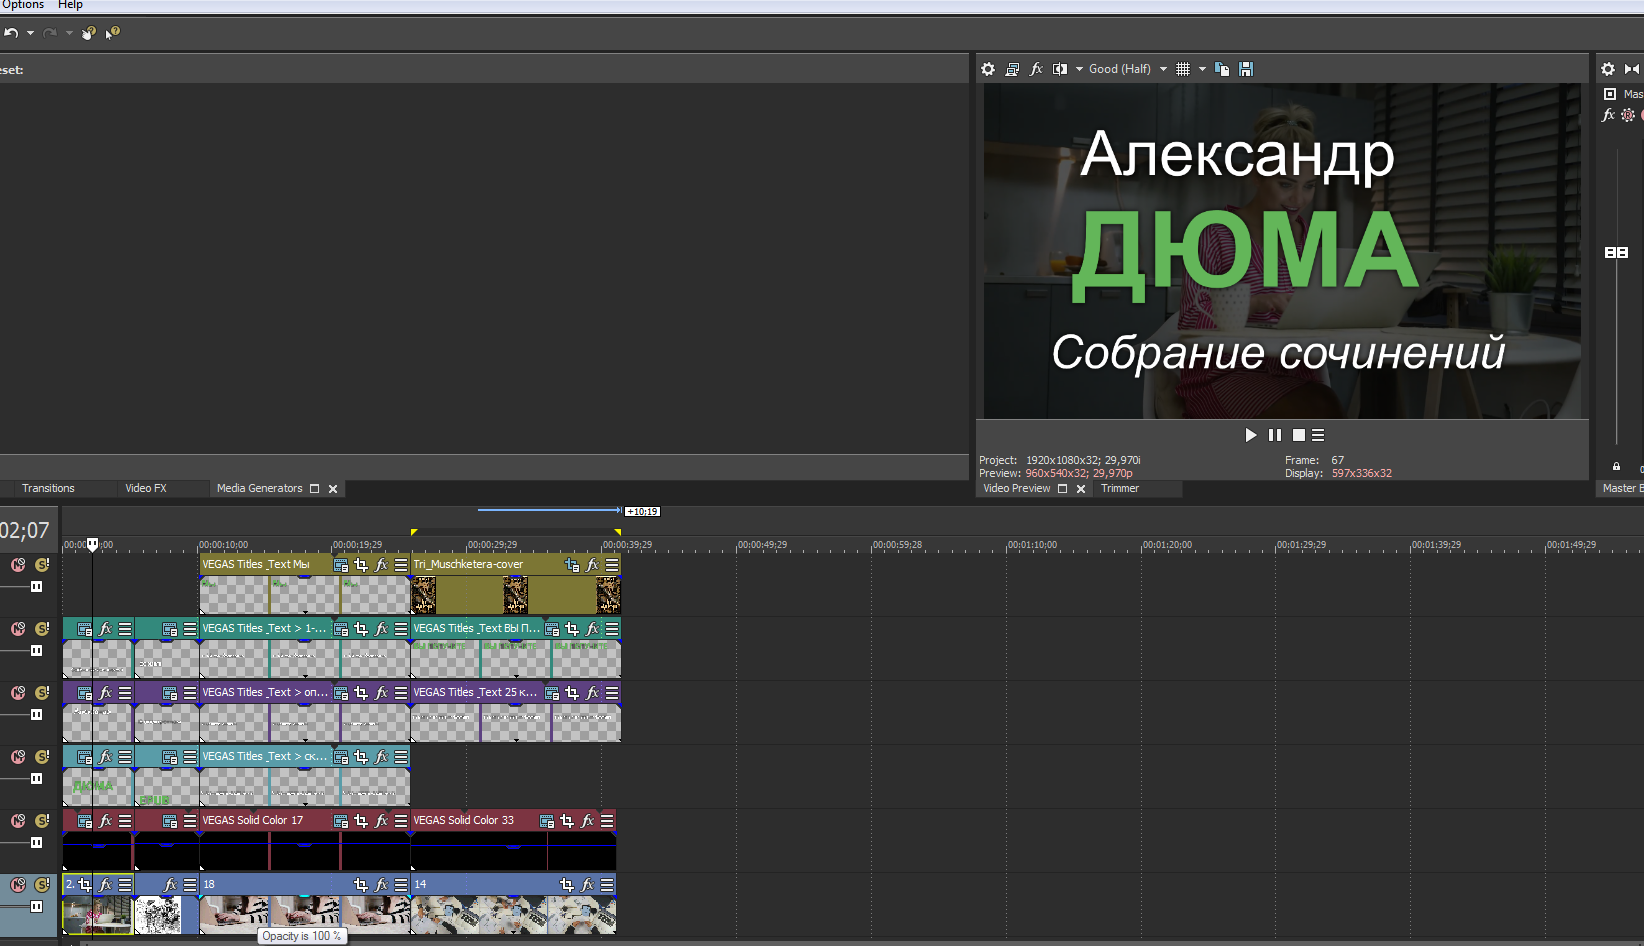 Options Help
eset:
Good (Half)
Mas
Александр
ДЮМА
Собрание сочинений
Project: 1920x1080x32; 29,970i
Frame: 67
Preview: 960x540x32; 29,970p
Display: 597x336x32
Transitions Video FX Media Generators
Video Preview Trimmer
Master B
+10;19
02;07
00:00:10;00 00:00:19;29 00:00:29;29 00:00:39;29 00:00:49;29 00:00:59;28 00:01:10;00 00:01:20;00 00:01:29;29 00:01:39;29 00:01:49;29
VEGAS Titles _Text Мы
Tri_Muschketera-cover
VEGAS Titles _Text > 1-...
VEGAS Titles _Text ВЫ П...
VEGAS Titles _Text > оп...
VEGAS Titles _Text 25 к...
VEGAS Titles _Text > ск...
ДЮМА
EPUB
VEGAS Solid Color 17
VEGAS Solid Color 33
2. 18 14
Opacity is 100 %